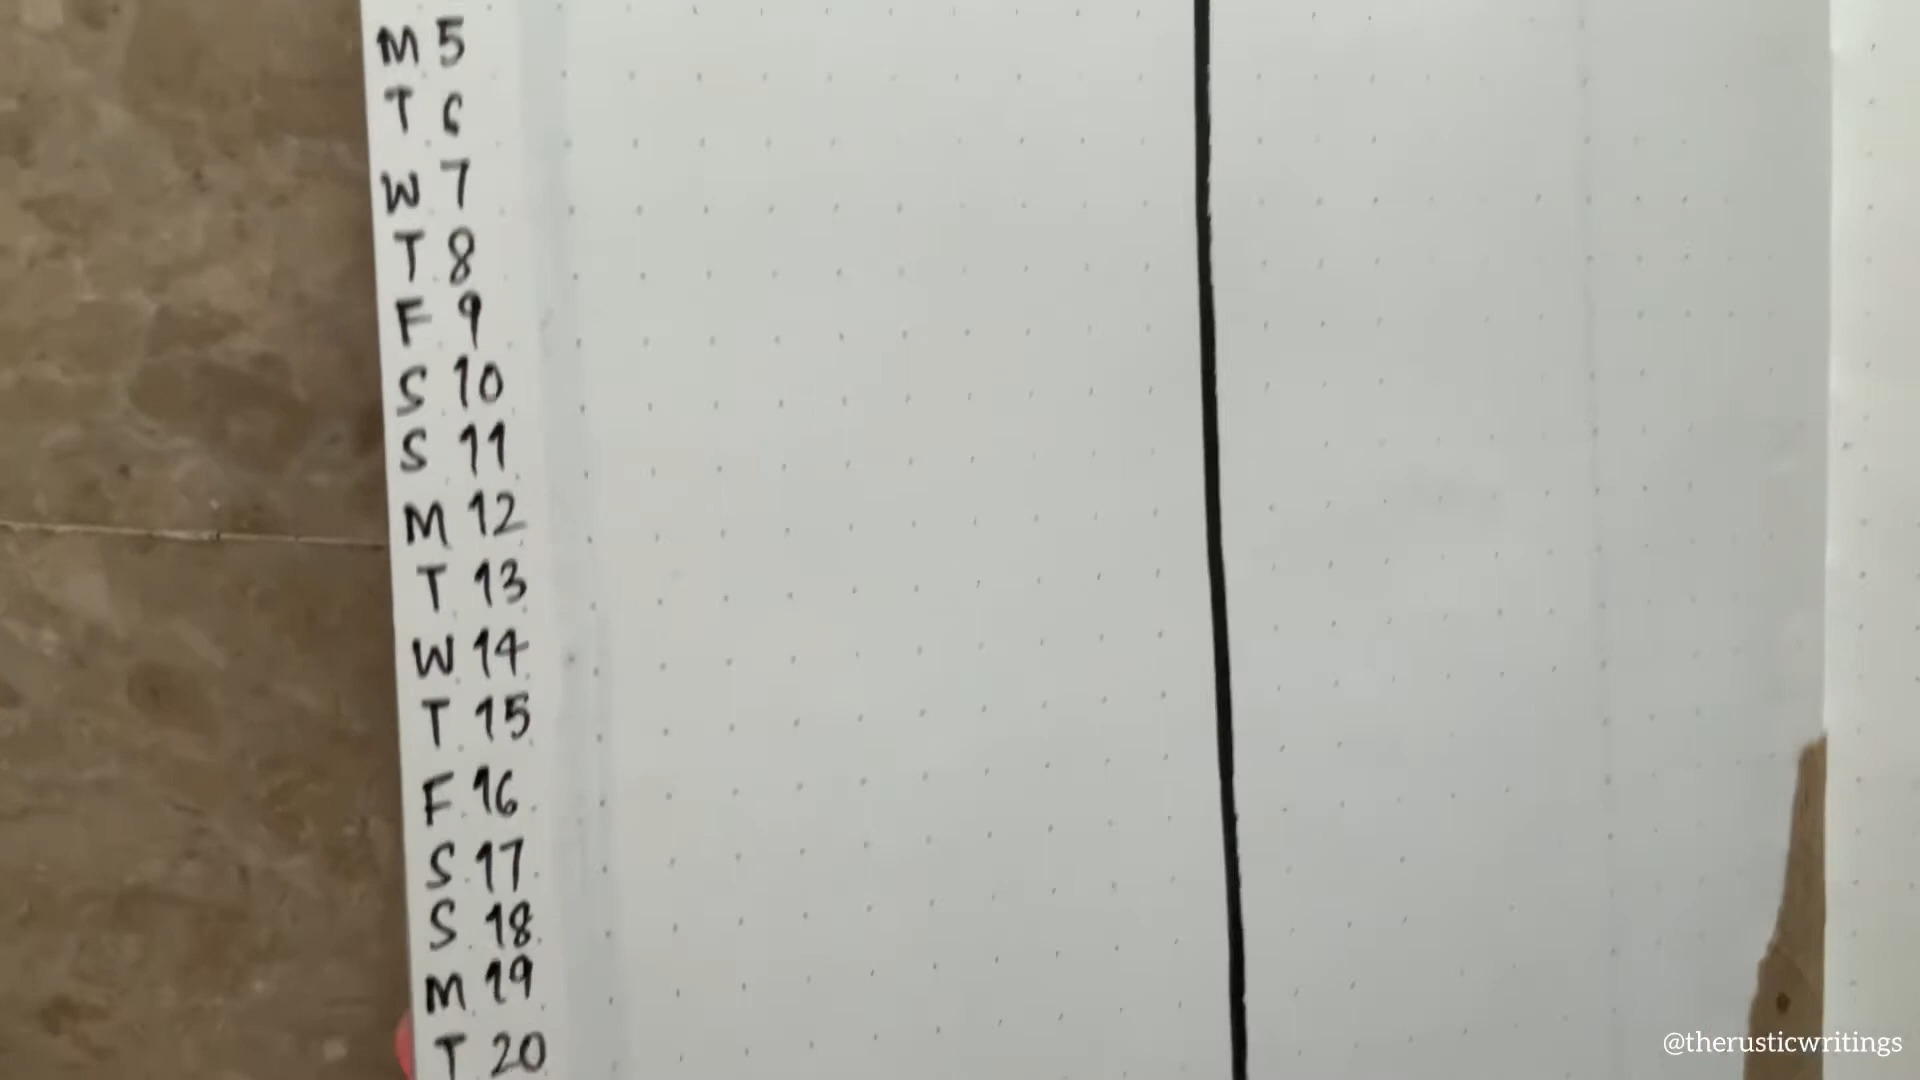 M 5
T 6
W 7
T 8
F 9
S 10
S 11
M 12
T 13
W 14
T 15
F 16
S 17
S 18
M 19
T 20
@therusticwritings